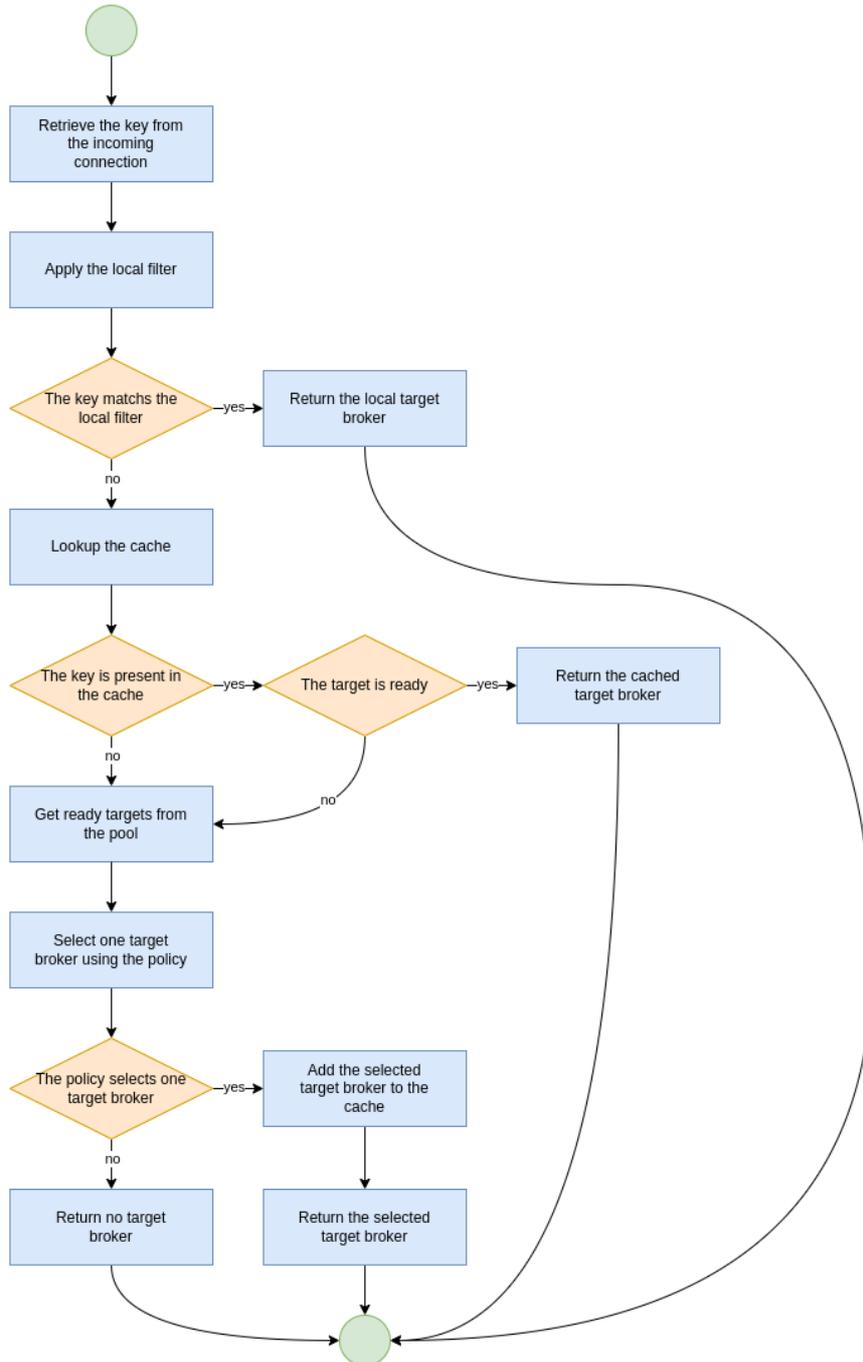 Retrieve the key from
the incoming
connection
Apply the local filter
The key matchs the
local filter
yes
Return the local target
broker
no
Lookup the cache
The key is present in
the cache
yes
The target is ready
yes
Return the cached
target broker
no
no
Get ready targets from
the pool
Select one target
broker using the policy
The policy selects one
target broker
yes
Add the selected
target broker to the
cache
no
Return no target
broker
Return the selected
target broker